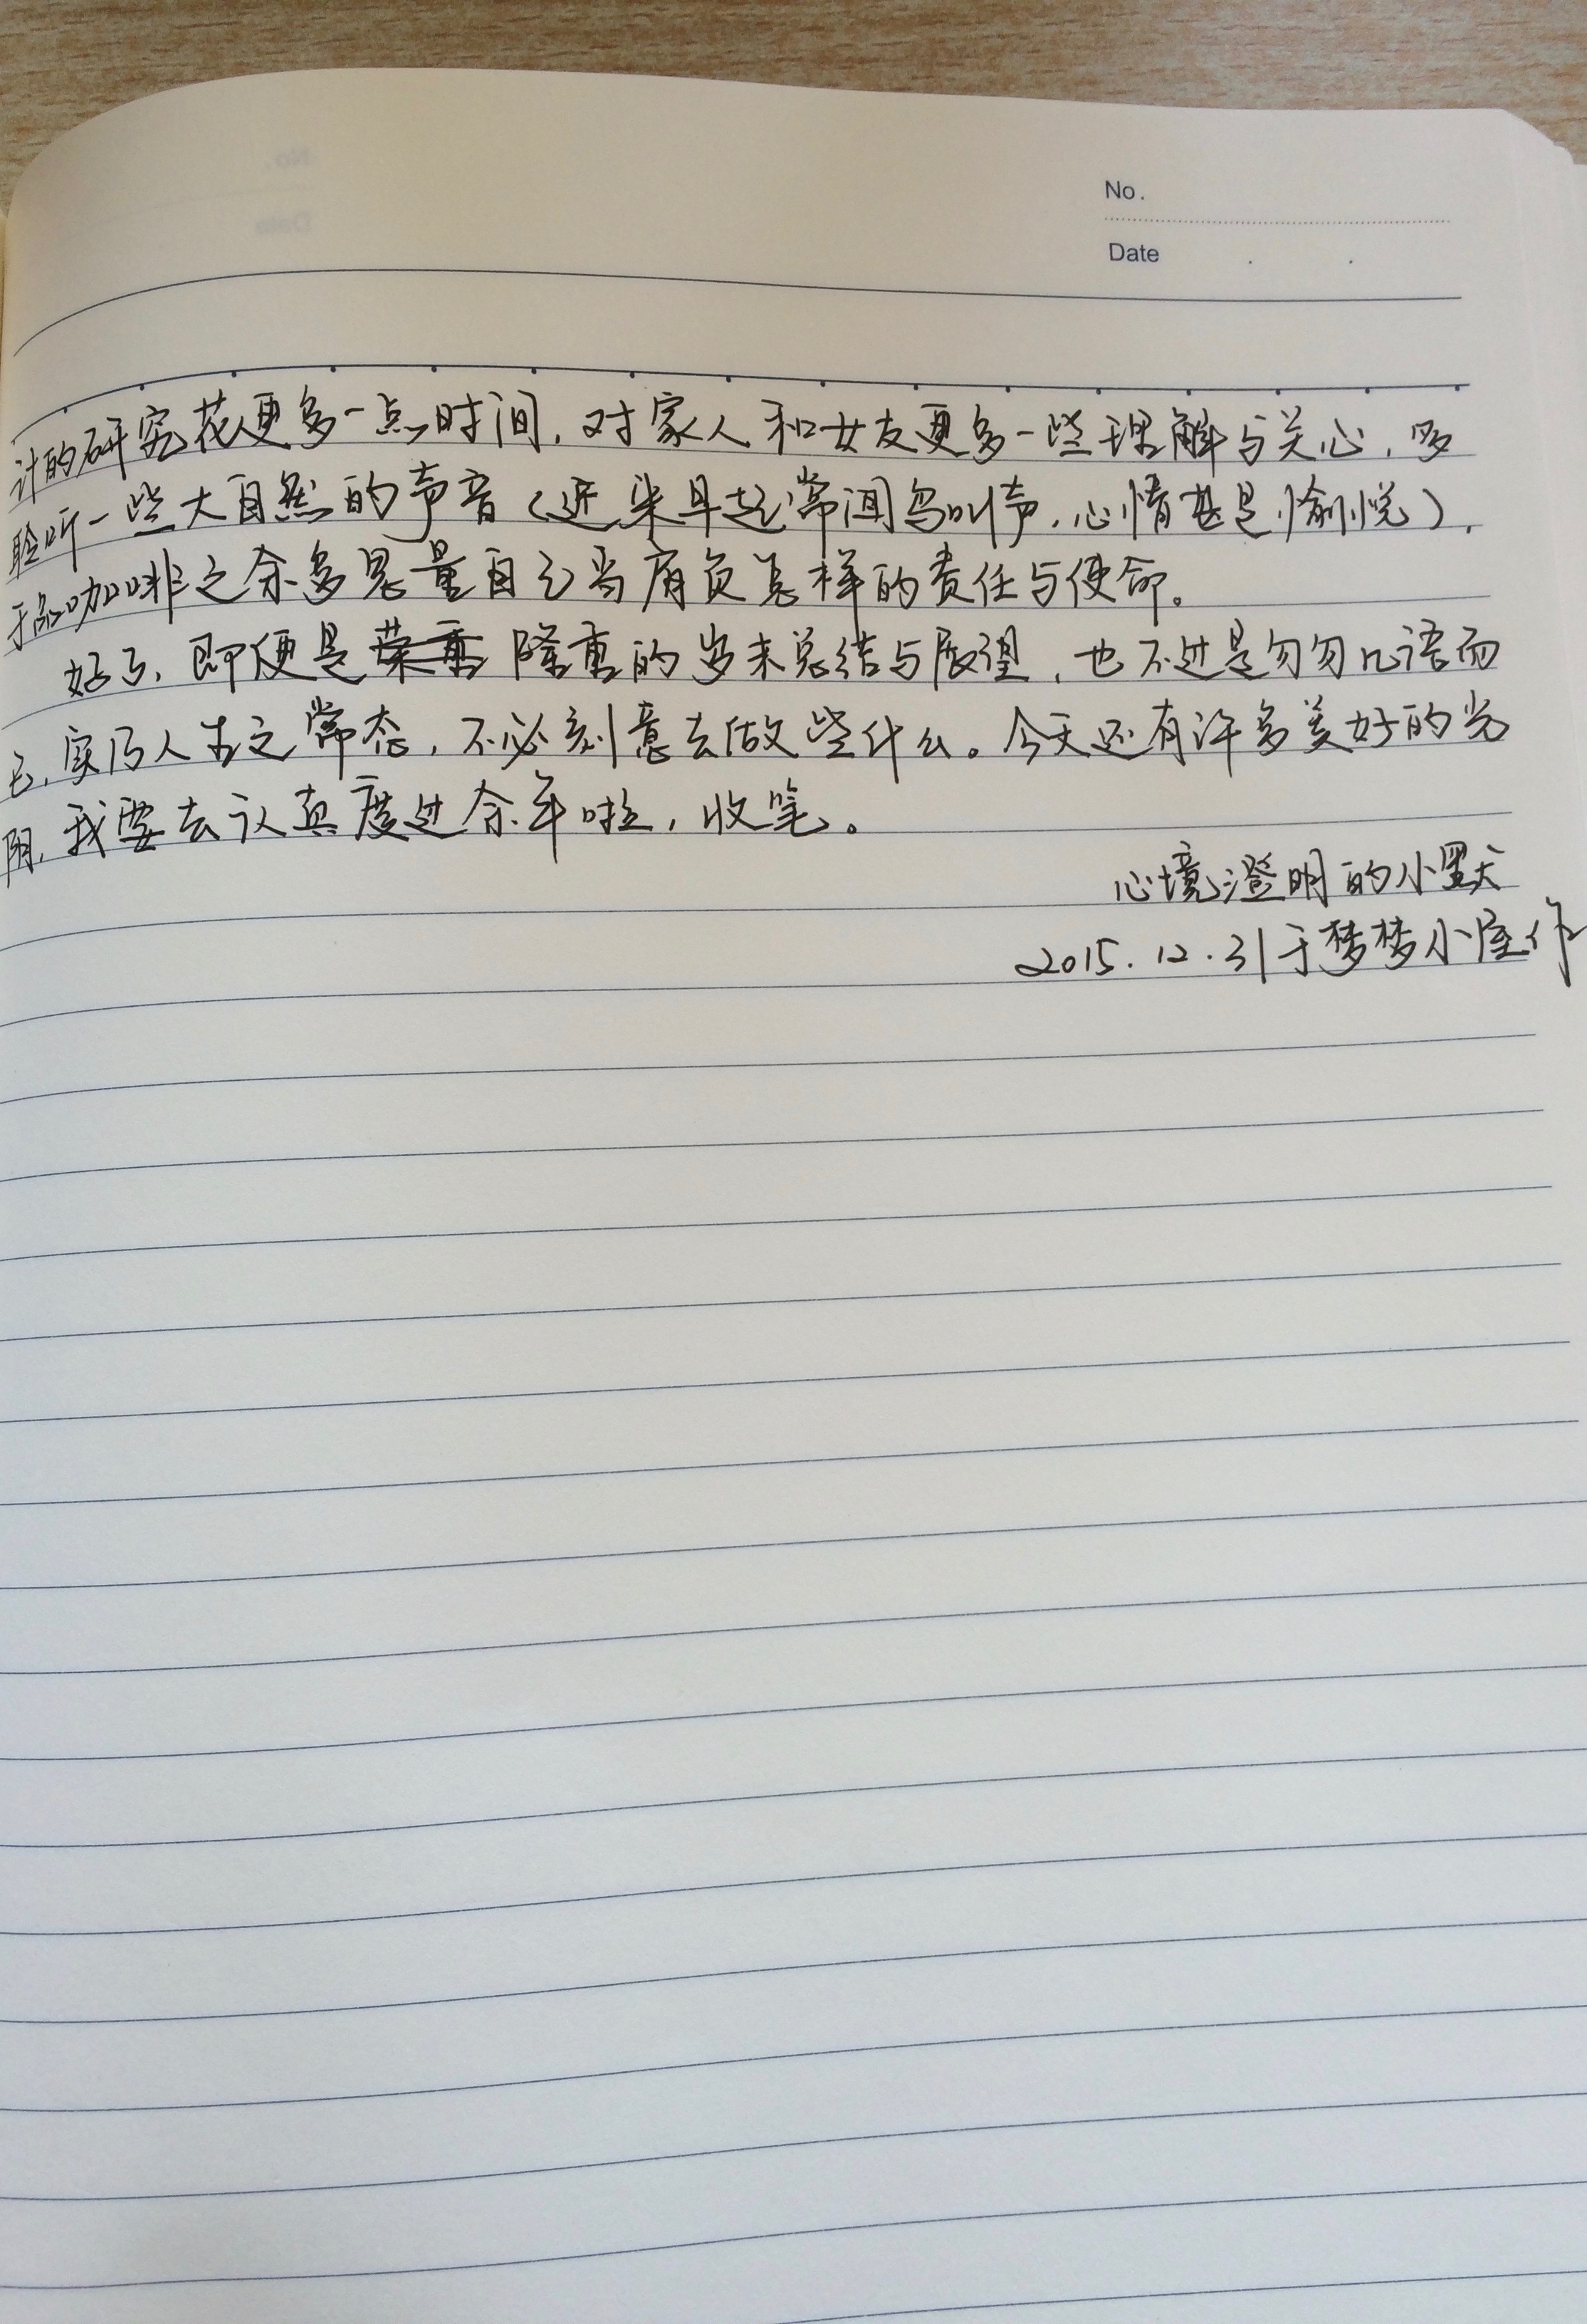 No.
Date . .
计的研究花更多一点时间，对家人和女友更多一些理解与关心，多
聆听一些大自然的声音（近来早起常闻鸟叫声，心情甚是愉悦），
于品咖啡之余多思量自己当肩负怎样的责任与使命。
好了，即便是隆重的岁末总结与展望，也不过是匆匆几语而
已，实乃人生之常态，不必刻意去做些什么。今天还有许多美好的光
阴，我要去认真度过余年啦，收笔。
心境澄明的小默
2015.12.31于梦梦小屋作